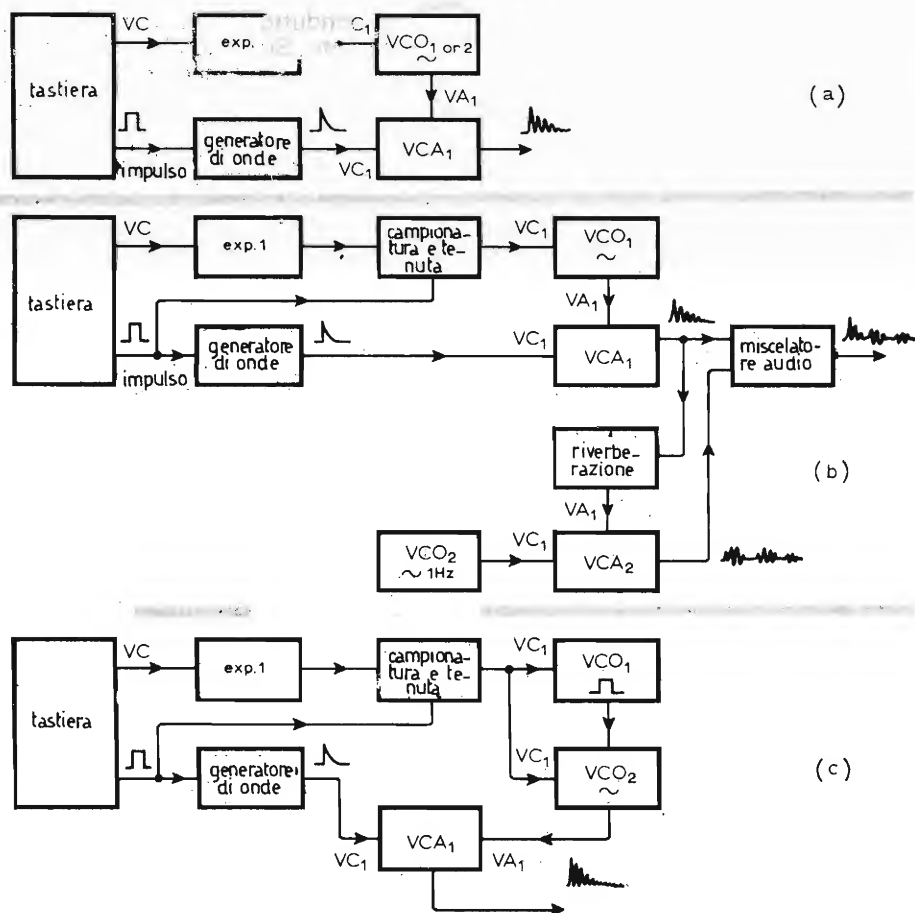 VC
exp.
C1
VCO1 or 2
~
tastiera
VA1
(a)
impulso
generatore
di onde
VC1
VCA1
VC
exp.1
campiona-
tura e te-
nuta
VC1
VCO1
~
tastiera
VA1
impulso
generatore
di onde
VC1
VCA1
miscelato-
re audio
riverbe-
razione
(b)
VA1
VCO2
~ 1Hz
VC1
VCA2
VC
exp.1
campiona-
tura e te-
nuta
VC1
VCO1
tastiera
generatore
di onde
VC1
VCO2
~
(c)
VC1
VCA1
VA1